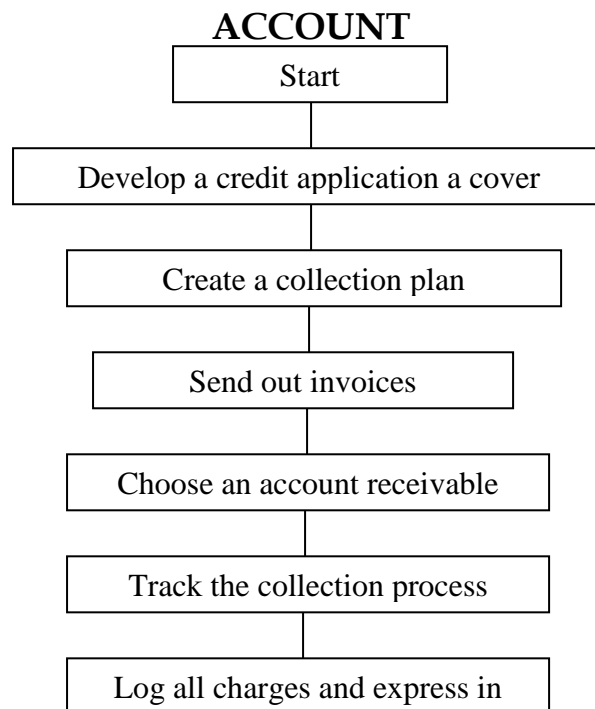 ACCOUNT
Start
Develop a credit application a cover
Create a collection plan
Send out invoices
Choose an account receivable
Track the collection process
Log all charges and express in